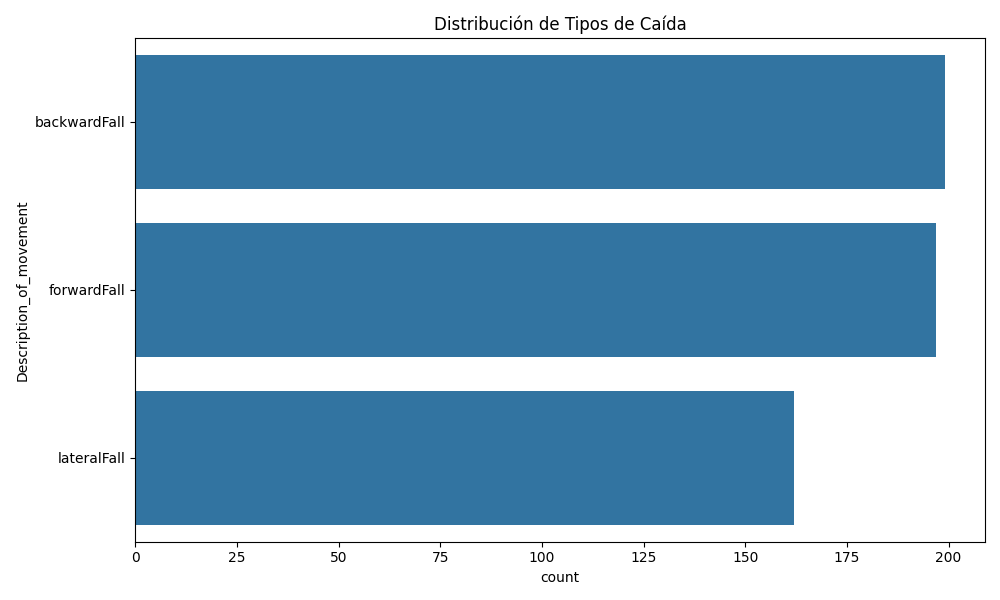 Distribución de Tipos de Caída
Description_of_movement
backwardFall
forwardFall
lateralFall
0 25 50 75 100 125 150 175 200
count